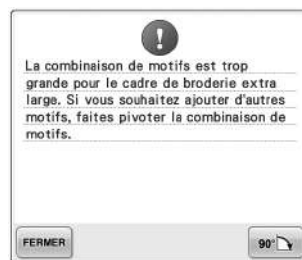 La combinaison de motifs est trop
grande pour le cadre de broderie extra
large. Si vous souhaitez ajouter d'autres
motifs, faites pivoter la combinaison de
motifs.
FERMER 90°